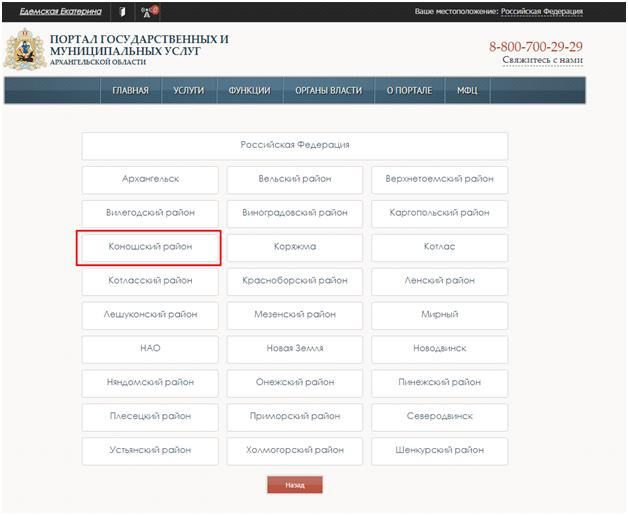 Едемская Екатерина
0
Ваше местоположение: Российская Федерация
ПОРТАЛ ГОСУДАРСТВЕННЫХ И
МУНИЦИПАЛЬНЫХ УСЛУГ
АРХАНГЕЛЬСКОЙ ОБЛАСТИ
8-800-700-29-29
Свяжитесь с нами
ГЛАВНАЯ УСЛУГИ ФУНКЦИИ ОРГАНЫ ВЛАСТИ О ПОРТАЛЕ МФЦ
Российская Федерация
Архангельск Вельский район Верхнетоемский район
Вилегодский район Виноградовский район Каргопольский район
Коношский район Коряжма Котлас
Котласский район Красноборский район Ленский район
Лешуконский район Мезенский район Мирный
НАО Новая Земля Новодвинск
Няндомский район Онежский район Пинежский район
Плесецкий район Приморский район Северодвинск
Устьянский район Холмогорский район Шенкурский район
Назад